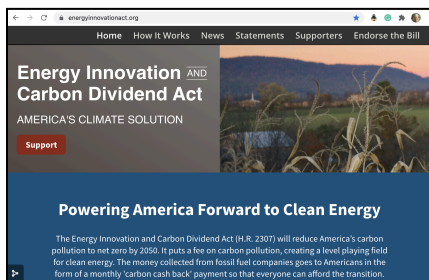 energyinnovationact.org
Home How It Works News Statements Supporters Endorse the Bill
Energy Innovation AND
Carbon Dividend Act
AMERICA'S CLIMATE SOLUTION
Support
Powering America Forward to Clean Energy
The Energy Innovation and Carbon Dividend Act (H.R. 2307) will reduce America's carbon
pollution to net zero by 2050. It puts a fee on carbon pollution, creating a level playing field
for clean energy. The money collected from fossil fuel companies goes to Americans in the
form of a monthly 'carbon cash back' payment so that everyone can afford the transition.